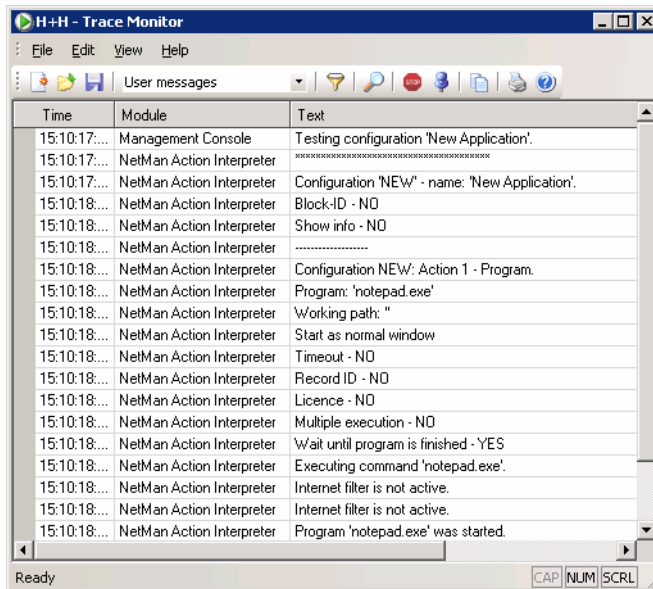 H+H - Trace Monitor
File Edit View Help
User messages
STOP
Time Module Text
15:10:17:... Management Console Testing configuration 'New Application'.
15:10:17:... NetMan Action Interpreter ****************************************
15:10:17:... NetMan Action Interpreter Configuration 'NEW' - name: 'New Application'.
15:10:18:... NetMan Action Interpreter Block-ID - NO
15:10:18:... NetMan Action Interpreter Show info - NO
15:10:18:... NetMan Action Interpreter -------------------
15:10:18:... NetMan Action Interpreter Configuration NEW: Action 1 - Program.
15:10:18:... NetMan Action Interpreter Program: 'notepad.exe'
15:10:18:... NetMan Action Interpreter Working path: ''
15:10:18:... NetMan Action Interpreter Start as normal window
15:10:18:... NetMan Action Interpreter Timeout - NO
15:10:18:... NetMan Action Interpreter Record ID - NO
15:10:18:... NetMan Action Interpreter Licence - NO
15:10:18:... NetMan Action Interpreter Multiple execution - NO
15:10:18:... NetMan Action Interpreter Wait until program is finished - YES
15:10:18:... NetMan Action Interpreter Executing command 'notepad.exe'.
15:10:18:... NetMan Action Interpreter Internet filter is not active.
15:10:18:... NetMan Action Interpreter Internet filter is not active.
15:10:18:... NetMan Action Interpreter Program 'notepad.exe' was started.
Ready CAP NUM SCRL